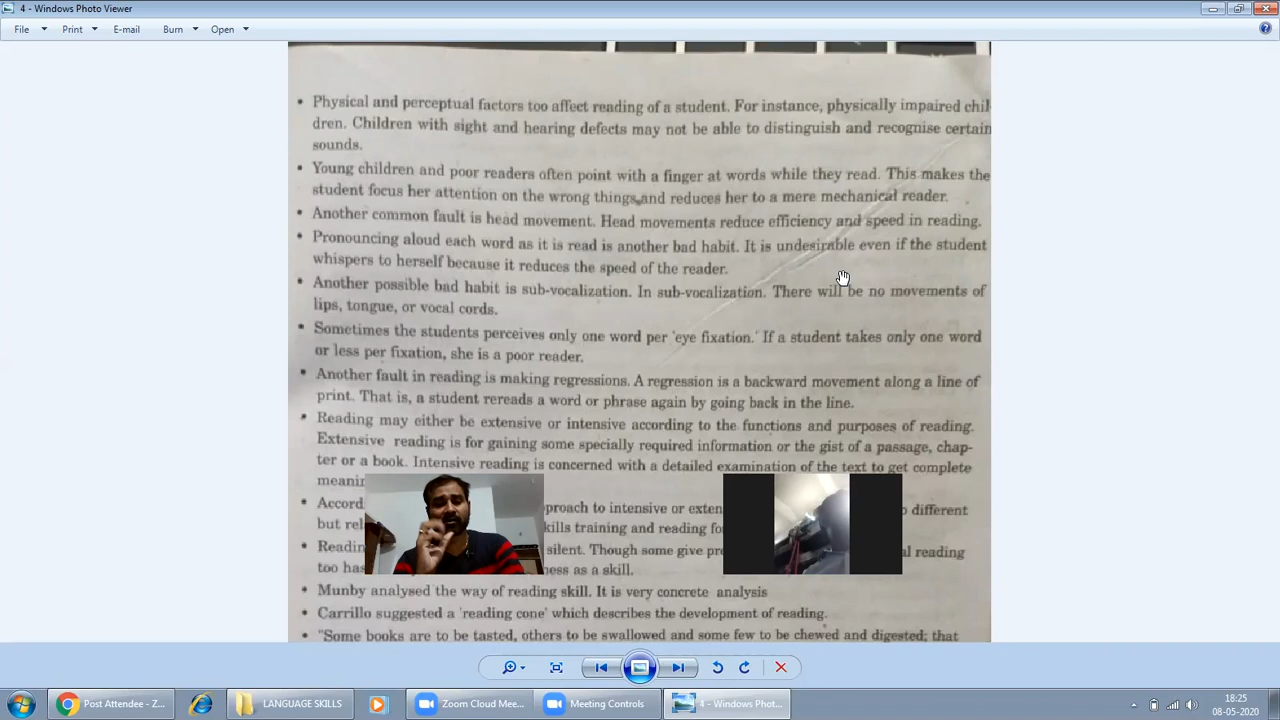 4 - Windows Photo Viewer
File Print E-mail Burn Open
Physical and perceptual factors too affect reading of a student. For instance, physically impaired chil-
dren. Children with sight and hearing defects may not be able to distinguish and recognise certain
sounds.
Young children and poor readers often point with a finger at words while they read. This makes the
student focus her attention on the wrong things and reduces her to a mere mechanical reader.
Another common fault is head movement. Head movements reduce efficiency and speed in reading.
Pronouncing aloud each word as it is read is another bad habit. It is undesirable even if the student
whispers to herself because it reduces the speed of the reader.
Another possible bad habit is sub-vocalization. In sub-vocalization. There will be no movements of
lips, tongue, or vocal cords.
Sometimes the students perceives only one word per 'eye fixation.' If a student takes only one word
or less per fixation, she is a poor reader.
Another fault in reading is making regressions. A regression is a backward movement along a line of
print. That is, a student rereads a word or phrase again by going back in the line.
Reading may either be extensive or intensive according to the functions and purposes of reading.
Extensive reading is for gaining some specially required information or the gist of a passage, chap-
ter or a book. Intensive reading is concerned with a detailed examination of the text to get complete
Accord proach to intensive or exten different
but rel kills training and reading fo
Readin silent. Though some give pre al reading
too has ness as a skill.
Munby analysed the way of reading skill. It is very concrete analysis
Carrillo suggested a 'reading cone' which describes the development of reading.
"Some books are to be tasted, others to be swallowed and some few to be chewed and digested; that
Post Attendee - Z... LANGUAGE SKILLS Zoom Cloud Mee... Meeting Controls 4 - Windows Phot... 18:25
08-05-2020